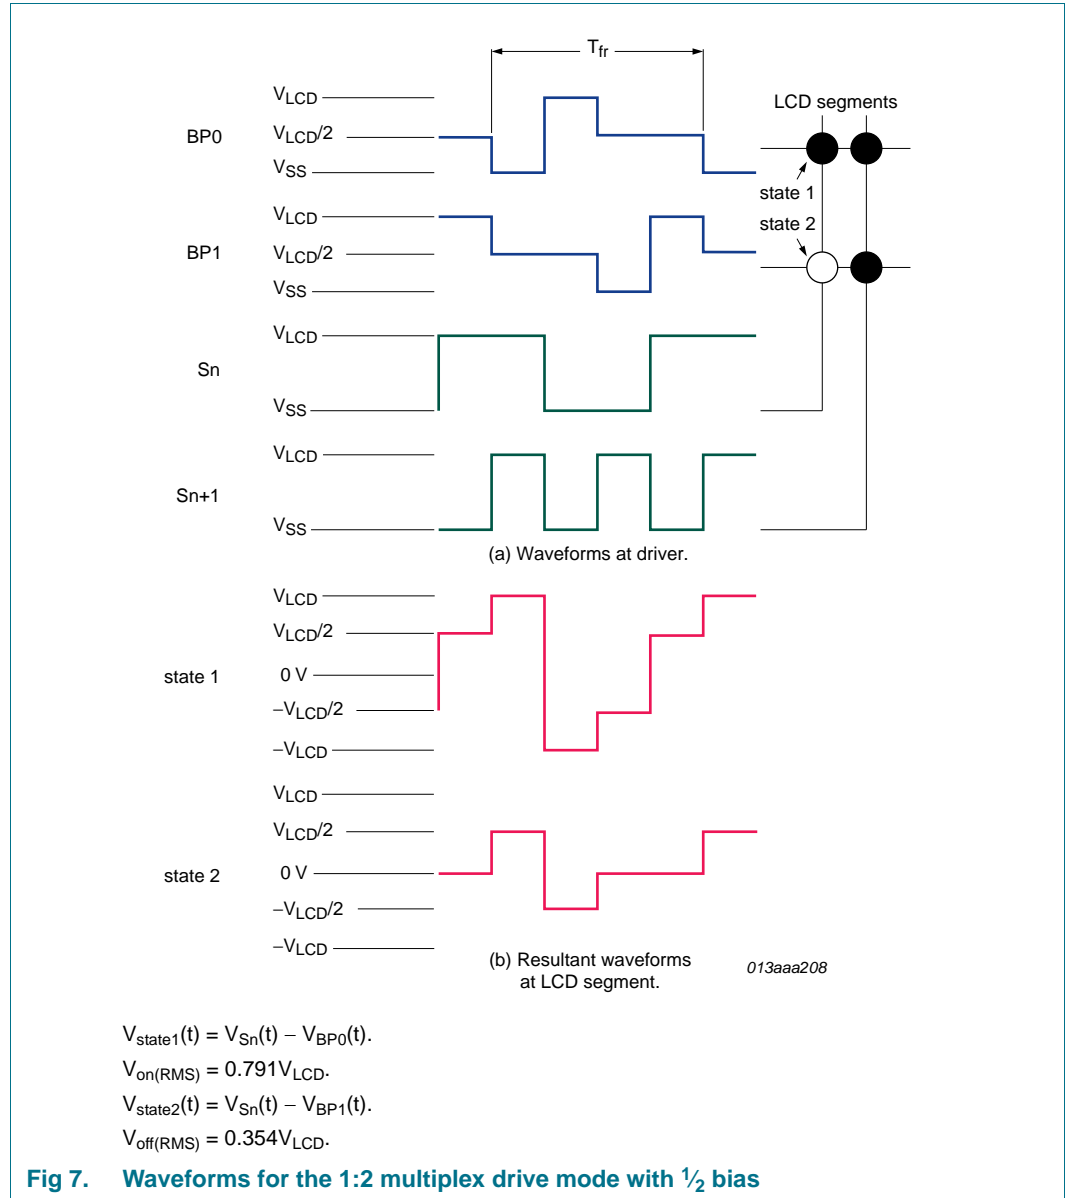 Tfr
VLCD
LCD segments
BP0
VLCD/2
VSS
state 1
VLCD
state 2
BP1
VLCD/2
VSS
VLCD
Sn
VSS
VLCD
Sn+1
VSS
(a) Waveforms at driver.
VLCD
VLCD/2
state 1
0 V
−VLCD/2
−VLCD
VLCD
VLCD/2
state 2
0 V
−VLCD/2
−VLCD
(b) Resultant waveforms
at LCD segment.
013aaa208
Vstate1(t) = VSn(t) − VBP0(t).
Von(RMS) = 0.791VLCD.
Vstate2(t) = VSn(t) − VBP1(t).
Voff(RMS) = 0.354VLCD.
Fig 7. Waveforms for the 1:2 multiplex drive mode with 1⁄2 bias